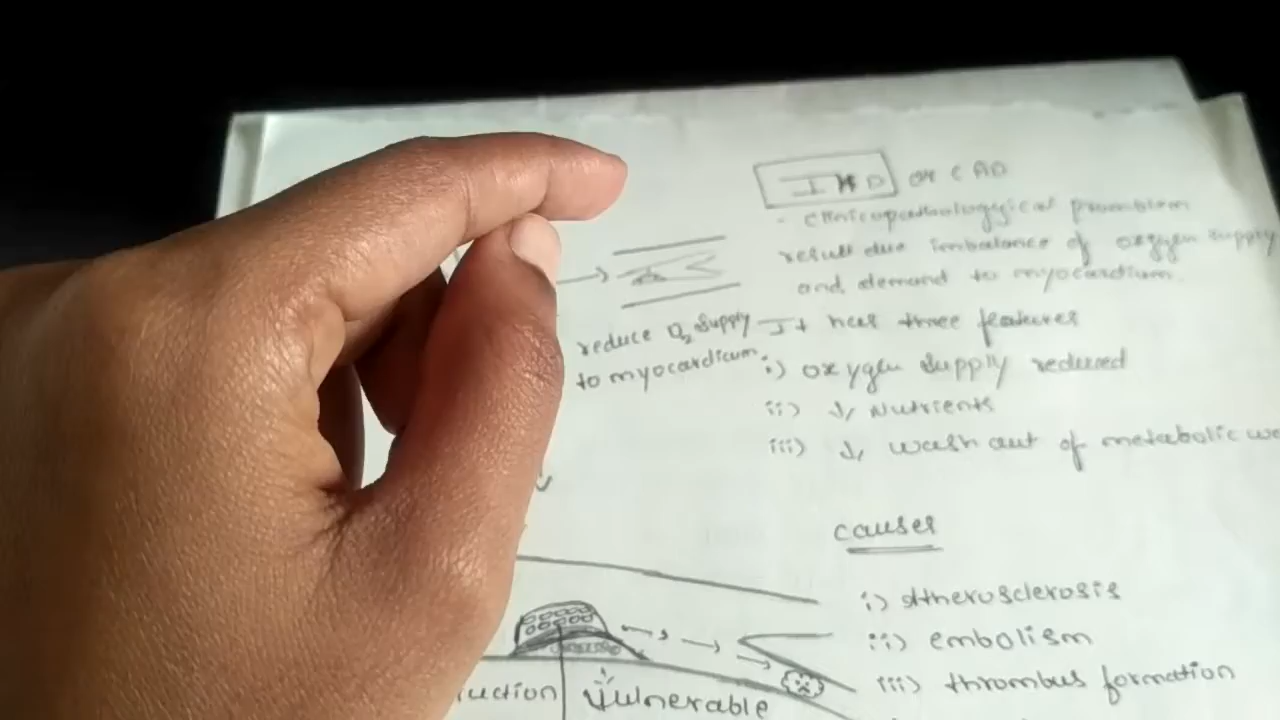 IHD or CAD
- clinicopathologyical promblem
result due imbalance of oxygen supply
and demand to myocardium.
It has three features
i) oxygen supply reduced
ii) ↓ Nutrients
iii) ↓ wash out of metabolic
reduce O2 supply
to myocardium
causes
i) Atherosclerosis
ii) embolism
iii) thrombus formation
Vulnerable